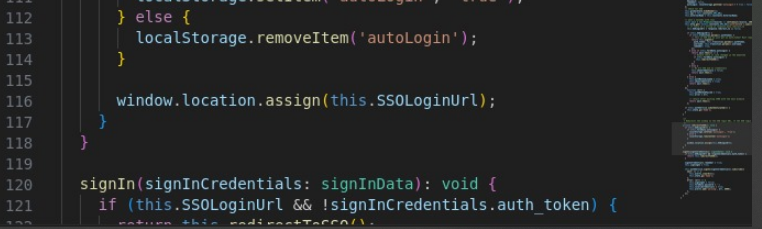 111 localStorage.setItem('autoLogin', 'true');
112 } else {
113 localStorage.removeItem('autoLogin');
114 }
115
116 window.location.assign(this.SSOLoginUrl);
117 }
118 }
119
120 signIn(signInCredentials: signInData): void {
121 if (this.SSOLoginUrl && !signInCredentials.auth_token) {
122 return this.redirectToSSO();